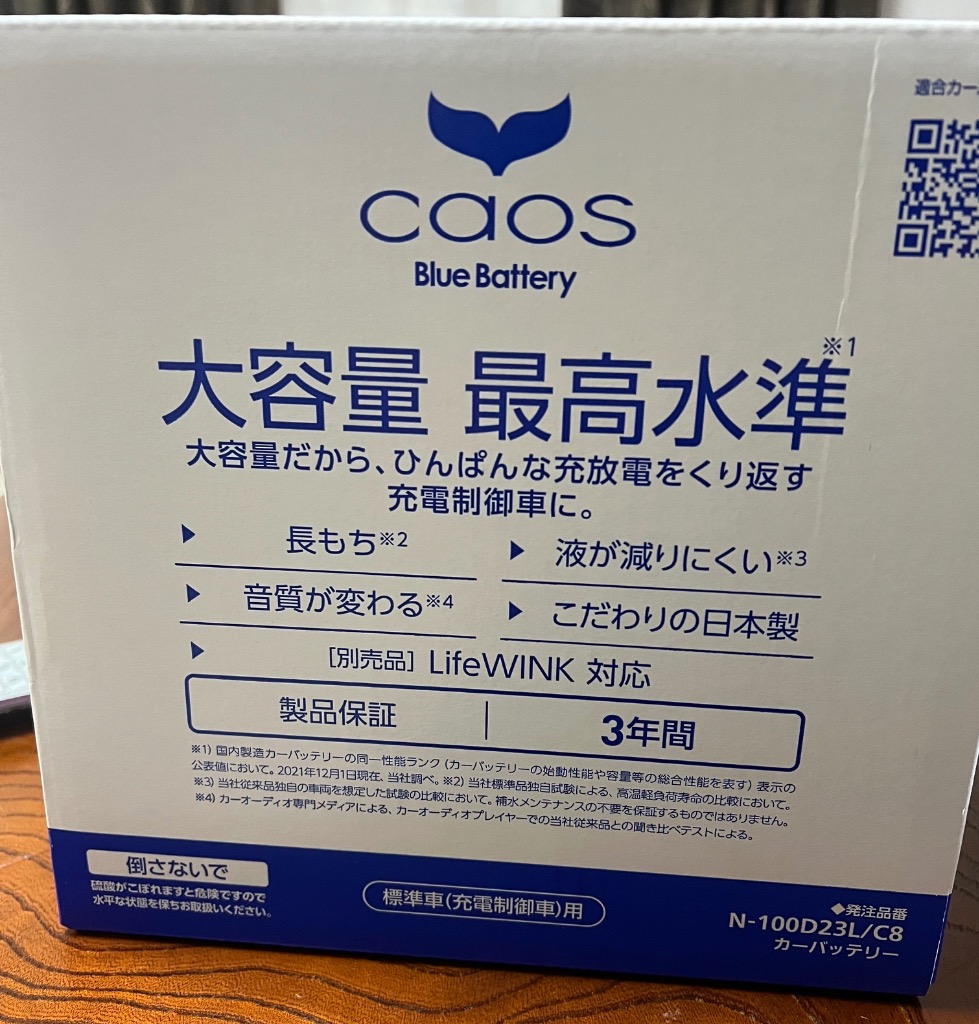 適合カー
caos
Blue Battery
大容量 最高水準※1
大容量だから、ひんぱんな充放電をくり返す
充電制御車に。
▶ 長もち※2
▶ 液が減りにくい※3
▶ 音質が変わる※4
▶ こだわりの日本製
▶ [別売品] LifeWINK 対応
製品保証 | 3年間
※1) 国内製造カーバッテリーの同一性能ランク (カーバッテリーの始動性能や容量等の総合性能を表す) 表示の
公表値において。2021年12月1日現在、当社調べ。※2) 当社標準品独自試験による、高温軽負荷寿命の比較において。
※3) 当社従来品独自の車両を想定した試験の比較において。補水メンテナンスの不要を保証するものではありません。
※4) カーオーディオ専門メディアによる、カーオーディオプレイヤーでの当社従来品との聞き比べテストによる。
倒さないで
硫酸がこぼれますと危険ですので
水平な状態を保ちお取扱いください。
標準車(充電制御車)用
◆発注品番
N-100D23L/C8
カーバッテリー